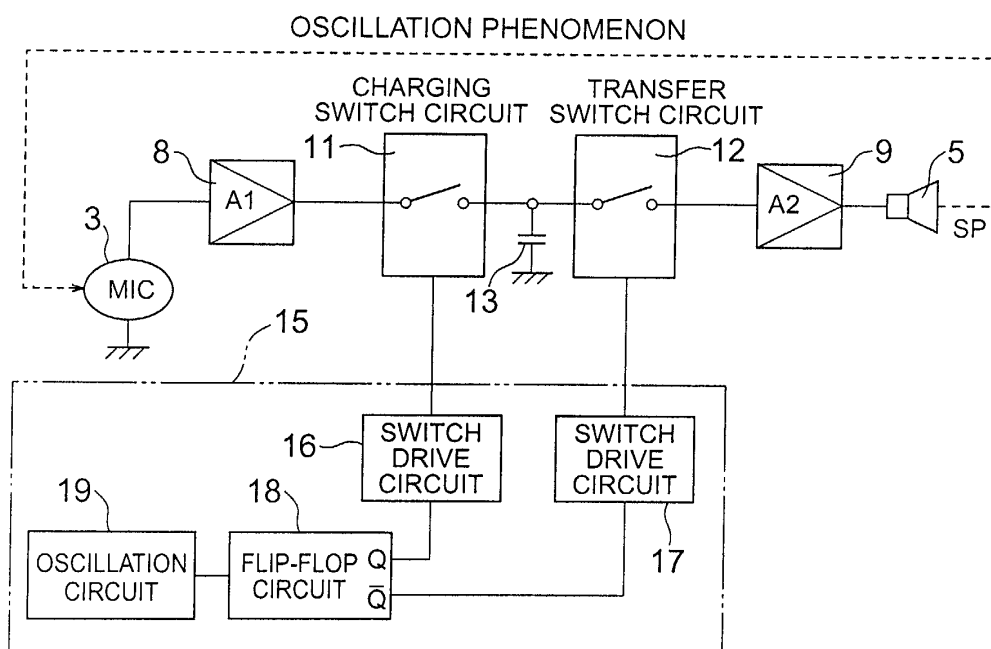 OSCILLATION PHENOMENON
CHARGING
SWITCH CIRCUIT
TRANSFER
SWITCH CIRCUIT
8
11
12
9
5
A1
A2
3
SP
MIC
13
15
16
SWITCH
DRIVE
CIRCUIT
SWITCH
DRIVE
CIRCUIT
19
18
17
OSCILLATION
CIRCUIT
FLIP-FLOP
CIRCUIT
Q
Q̅